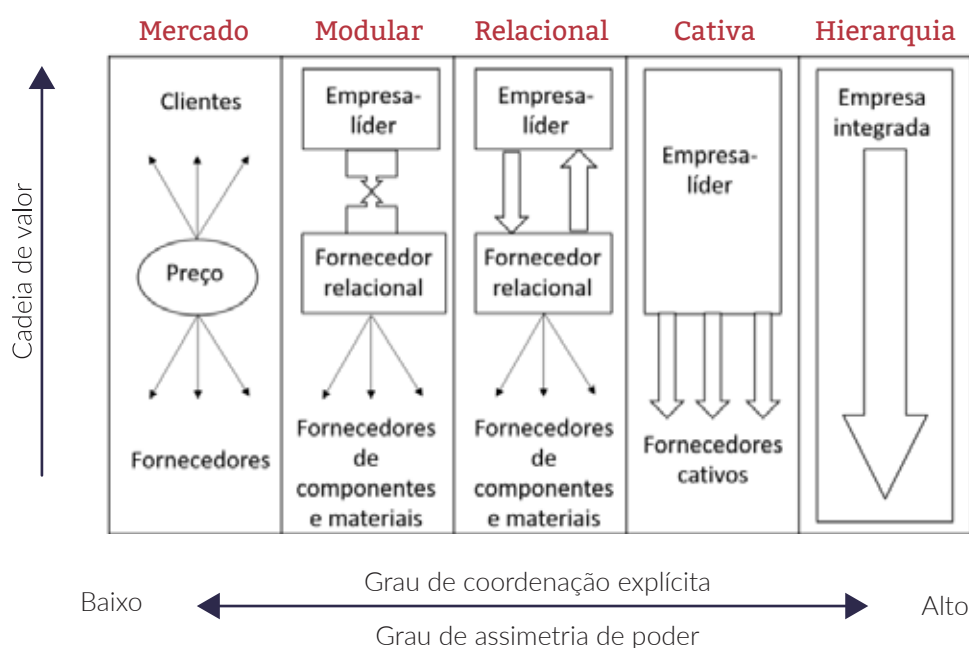 Mercado
Modular
Relacional
Cativa
Hierarquia
Cadeia de valor
Clientes
Preço
Fornecedores
Empresa-
líder
Fornecedor
relacional
Fornecedores
de
componentes
e materiais
Empresa-
líder
Fornecedor
relacional
Fornecedores
de
componentes
e materiais
Empresa-
líder
Fornecedores
cativos
Empresa
integrada
Baixo
Grau de coordenação explícita
Grau de assimetria de poder
Alto